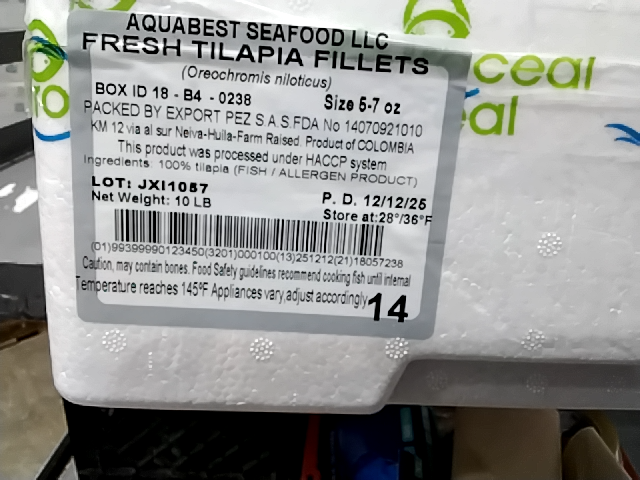 AQUABEST SEAFOOD LLC
FRESH TILAPIA FILLETS
(Oreochromis niloticus)
BOX ID 18 - B4 - 0238 Size 5-7 oz
PACKED BY EXPORT PEZ S.A.S.FDA No 14070921010
KM 12 via al sur Neiva-Huila-Farm Raised. Product of COLOMBIA
This product was processed under HACCP system
Ingredients: 100% tilapia (FISH / ALLERGEN PRODUCT)
LOT: JXI1057 P. D. 12/12/25
Net Weight: 10 LB Store at:28°/36°F
(01)99399990123450(3201)000100(13)251212(21)18057238
Caution, may contain bones. Food Safety guidelines recommend cooking fish until internal
Temperature reaches 145ºF Appliances vary,adjust accordingly
14
ceal
al